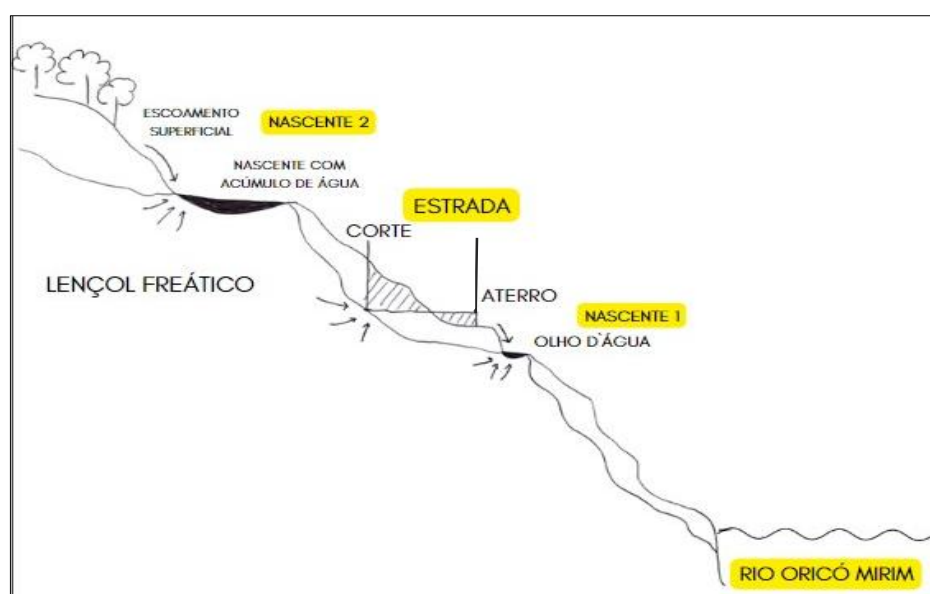 ESCOAMENTO
SUPERFICIAL
NASCENTE 2
NASCENTE COM
ACÚMULO DE ÁGUA
ESTRADA
CORTE
LENÇOL FREÁTICO
ATERRO
NASCENTE 1
OLHO D`ÁGUA
RIO ORICÓ MIRIM